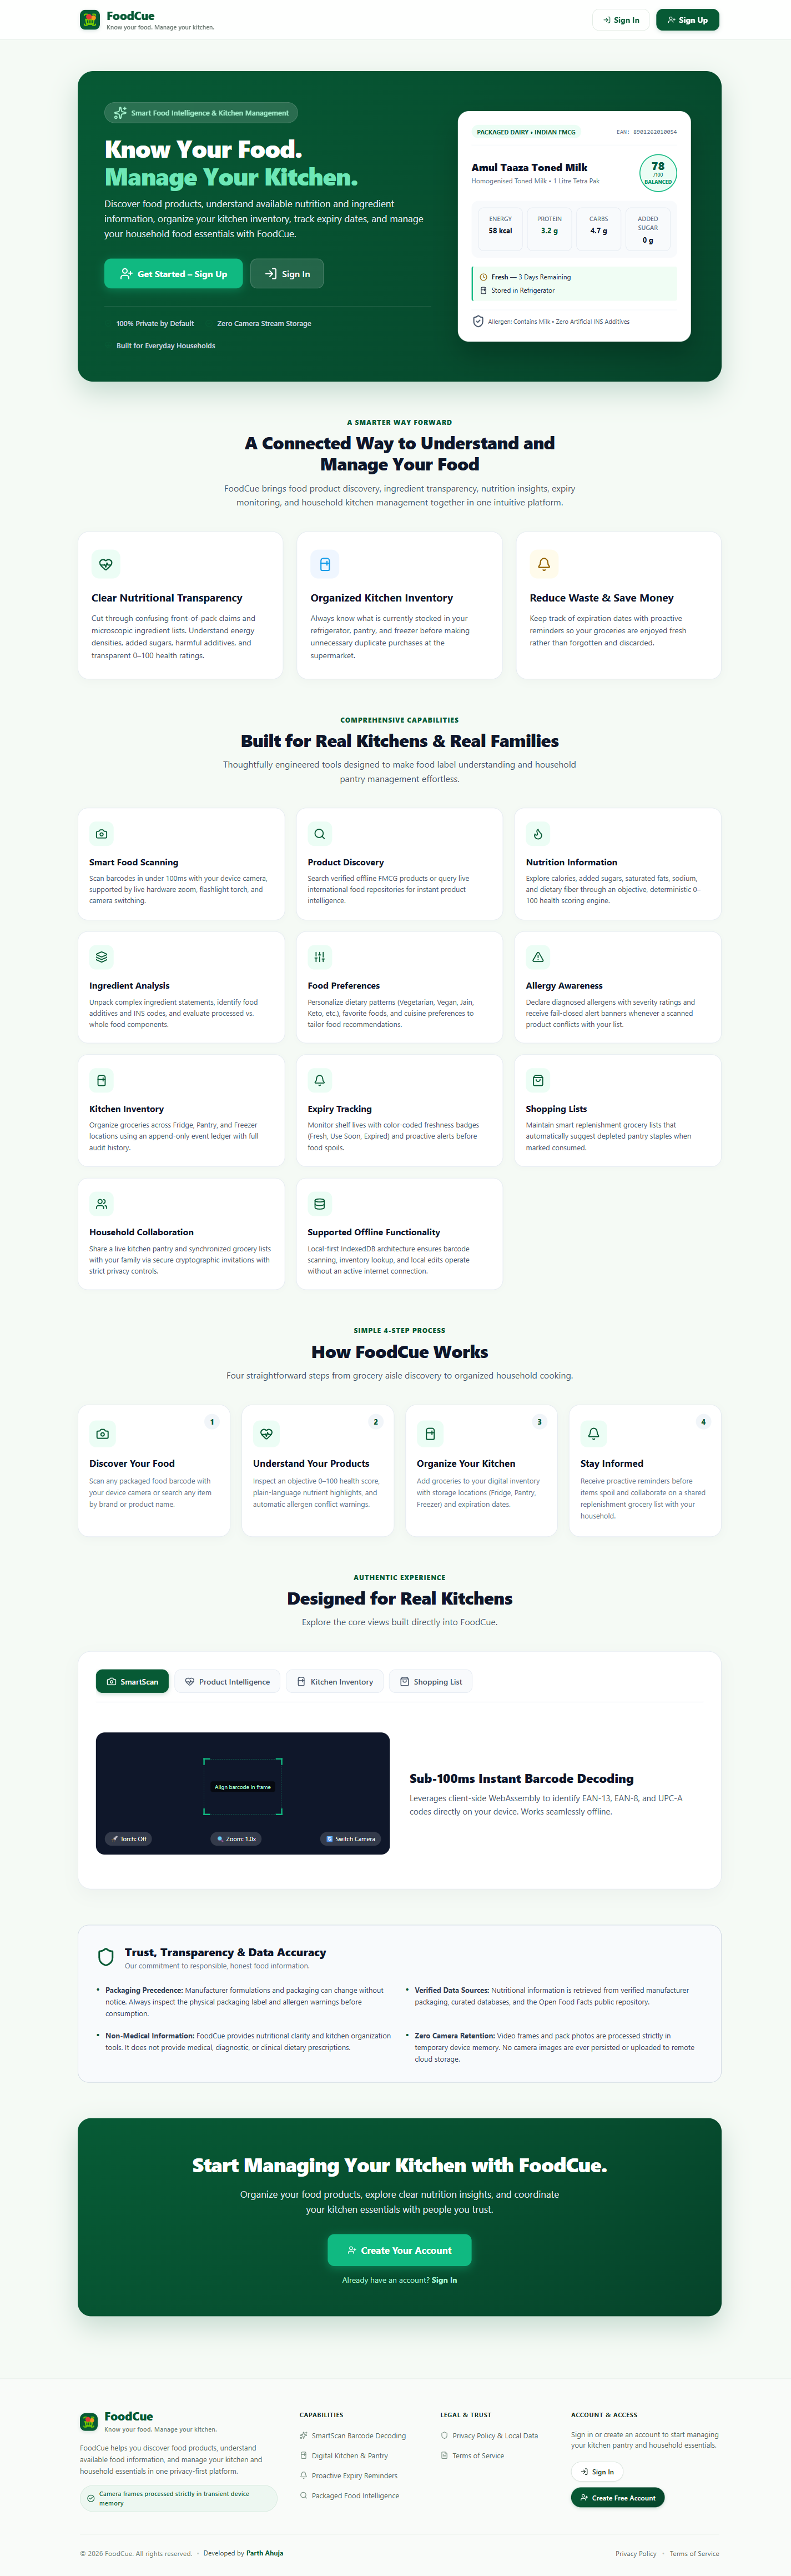 FoodCue
Know your food. Manage your kitchen.
Sign In
Sign Up
Smart Food Intelligence & Kitchen Management
Know Your Food.
Manage Your Kitchen.
Discover food products, understand available nutrition and ingredient
information, organize your kitchen inventory, track expiry dates, and manage
your household food essentials with FoodCue.
Get Started – Sign Up
Sign In
100% Private by Default
Zero Camera Stream Storage
Built for Everyday Households
PACKAGED DAIRY • INDIAN FMCG
EAN: 8901262010054
Amul Taaza Toned Milk
Homogenised Toned Milk • 1 Litre Tetra Pak
78
/100
BALANCED
ENERGY
58 kcal
PROTEIN
3.2 g
CARBS
4.7 g
ADDED
SUGAR
0 g
Fresh — 3 Days Remaining
Stored in Refrigerator
Allergen: Contains Milk • Zero Artificial INS Additives
A SMARTER WAY FORWARD
A Connected Way to Understand and
Manage Your Food
FoodCue brings food product discovery, ingredient transparency, nutrition insights, expiry
monitoring, and household kitchen management together in one intuitive platform.
Clear Nutritional Transparency
Cut through confusing front-of-pack claims and
microscopic ingredient lists. Understand energy
densities, added sugars, harmful additives, and
transparent 0–100 health ratings.
Organized Kitchen Inventory
Always know what is currently stocked in your
refrigerator, pantry, and freezer before making
unnecessary duplicate purchases at the
supermarket.
Reduce Waste & Save Money
Keep track of expiration dates with proactive
reminders so your groceries are enjoyed fresh
rather than forgotten and discarded.
COMPREHENSIVE CAPABILITIES
Built for Real Kitchens & Real Families
Thoughtfully engineered tools designed to make food label understanding and household
pantry management effortless.
Smart Food Scanning
Scan barcodes in under 100ms with your device camera,
supported by live hardware zoom, flashlight torch, and
camera switching.
Product Discovery
Search verified offline FMCG products or query live
international food repositories for instant product
intelligence.
Nutrition Information
Explore calories, added sugars, saturated fats, sodium,
and dietary fiber through an objective, deterministic 0–
100 health scoring engine.
Ingredient Analysis
Unpack complex ingredient statements, identify food
additives and INS codes, and evaluate processed vs.
whole food components.
Food Preferences
Personalize dietary patterns (Vegetarian, Vegan, Jain,
Keto, etc.), favorite foods, and cuisine preferences to
tailor food recommendations.
Allergy Awareness
Declare diagnosed allergens with severity ratings and
receive fail-closed alert banners whenever a scanned
product conflicts with your list.
Kitchen Inventory
Organize groceries across Fridge, Pantry, and Freezer
locations using an append-only event ledger with full
audit history.
Expiry Tracking
Monitor shelf lives with color-coded freshness badges
(Fresh, Use Soon, Expired) and proactive alerts before
food spoils.
Shopping Lists
Maintain smart replenishment grocery lists that
automatically suggest depleted pantry staples when
marked consumed.
Household Collaboration
Share a live kitchen pantry and synchronized grocery lists
with your family via secure cryptographic invitations with
strict privacy controls.
Supported Offline Functionality
Local-first IndexedDB architecture ensures barcode
scanning, inventory lookup, and local edits operate
without an active internet connection.
SIMPLE 4-STEP PROCESS
How FoodCue Works
Four straightforward steps from grocery aisle discovery to organized household cooking.
1
Discover Your Food
Scan any packaged food barcode with
your device camera or search any item
by brand or product name.
2
Understand Your Products
Inspect an objective 0–100 health score,
plain-language nutrient highlights, and
automatic allergen conflict warnings.
3
Organize Your Kitchen
Add groceries to your digital inventory
with storage locations (Fridge, Pantry,
Freezer) and expiration dates.
4
Stay Informed
Receive proactive reminders before
items spoil and collaborate on a shared
replenishment grocery list with your
household.
AUTHENTIC EXPERIENCE
Designed for Real Kitchens
Explore the core views built directly into FoodCue.
SmartScan
Product Intelligence
Kitchen Inventory
Shopping List
Align barcode in frame
Torch: Off
Zoom: 1.0x
Switch Camera
Sub-100ms Instant Barcode Decoding
Leverages client-side WebAssembly to identify EAN-13, EAN-8, and UPC-A
codes directly on your device. Works seamlessly offline.
Trust, Transparency & Data Accuracy
Our commitment to responsible, honest food information.
• Packaging Precedence: Manufacturer formulations and packaging can change without
notice. Always inspect the physical packaging label and allergen warnings before
consumption.
• Verified Data Sources: Nutritional information is retrieved from verified manufacturer
packaging, curated databases, and the Open Food Facts public repository.
• Non-Medical Information: FoodCue provides nutritional clarity and kitchen organization
tools. It does not provide medical, diagnostic, or clinical dietary prescriptions.
• Zero Camera Retention: Video frames and pack photos are processed strictly in
temporary device memory. No camera images are ever persisted or uploaded to remote
cloud storage.
Start Managing Your Kitchen with FoodCue.
Organize your food products, explore clear nutrition insights, and coordinate
your kitchen essentials with people you trust.
Create Your Account
Already have an account? Sign In
FoodCue
Know your food. Manage your kitchen.
FoodCue helps you discover food products, understand
available food information, and manage your kitchen and
household essentials in one privacy-first platform.
Camera frames processed strictly in transient device
memory
CAPABILITIES
SmartScan Barcode Decoding
Digital Kitchen & Pantry
Proactive Expiry Reminders
Packaged Food Intelligence
LEGAL & TRUST
Privacy Policy & Local Data
Terms of Service
ACCOUNT & ACCESS
Sign in or create an account to start managing
your kitchen pantry and household essentials.
Sign In
Create Free Account
© 2026 FoodCue. All rights reserved. • Developed by Parth Ahuja
Privacy Policy • Terms of Service